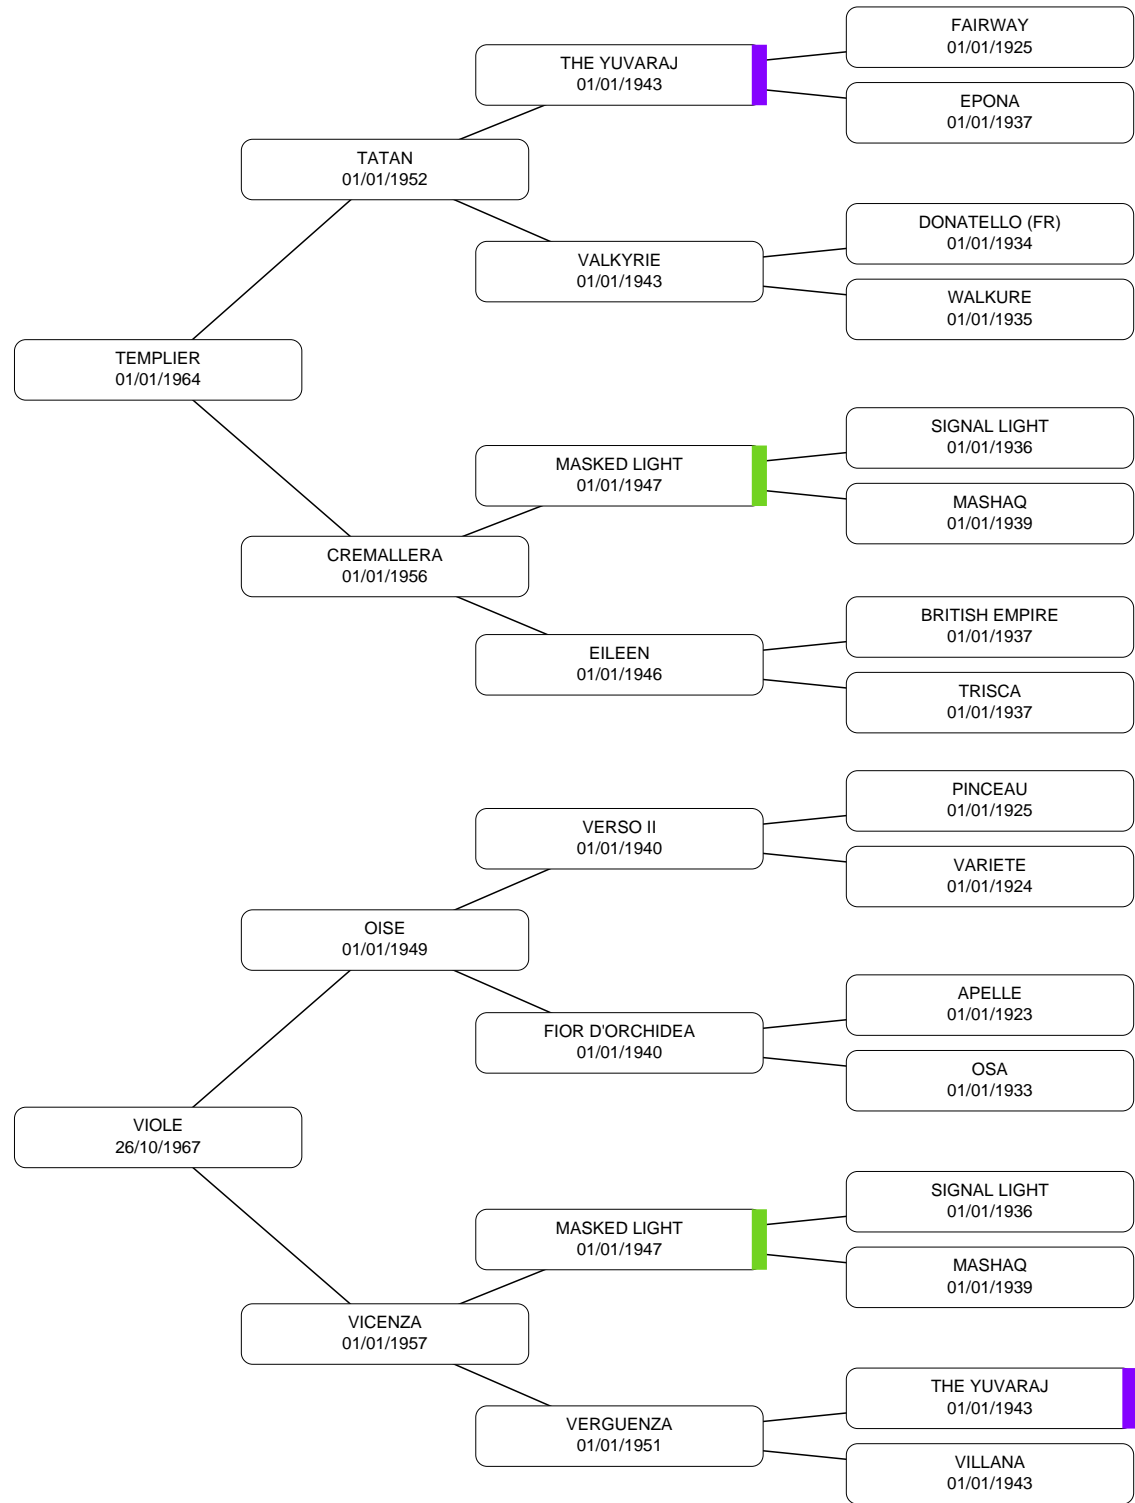 FAIRWAY
01/01/1925
THE YUVARAJ
01/01/1943
EPONA
01/01/1937
TATAN
01/01/1952
DONATELLO (FR)
01/01/1934
VALKYRIE
01/01/1943
WALKURE
01/01/1935
TEMPLIER
01/01/1964
SIGNAL LIGHT
01/01/1936
MASKED LIGHT
01/01/1947
MASHAQ
01/01/1939
CREMALLERA
01/01/1956
BRITISH EMPIRE
01/01/1937
EILEEN
01/01/1946
TRISCA
01/01/1937
PINCEAU
01/01/1925
VERSO II
01/01/1940
VARIETE
01/01/1924
OISE
01/01/1949
APELLE
01/01/1923
FIOR D'ORCHIDEA
01/01/1940
OSA
01/01/1933
VIOLE
26/10/1967
SIGNAL LIGHT
01/01/1936
MASKED LIGHT
01/01/1947
MASHAQ
01/01/1939
VICENZA
01/01/1957
THE YUVARAJ
01/01/1943
VERGUENZA
01/01/1951
VILLANA
01/01/1943